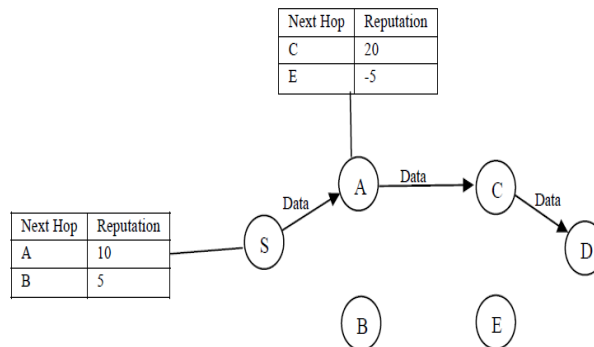 Next Hop Reputation
C 20
E -5
A
Data
C
Data
Data
S
D
Next Hop Reputation
A 10
B 5
B
E